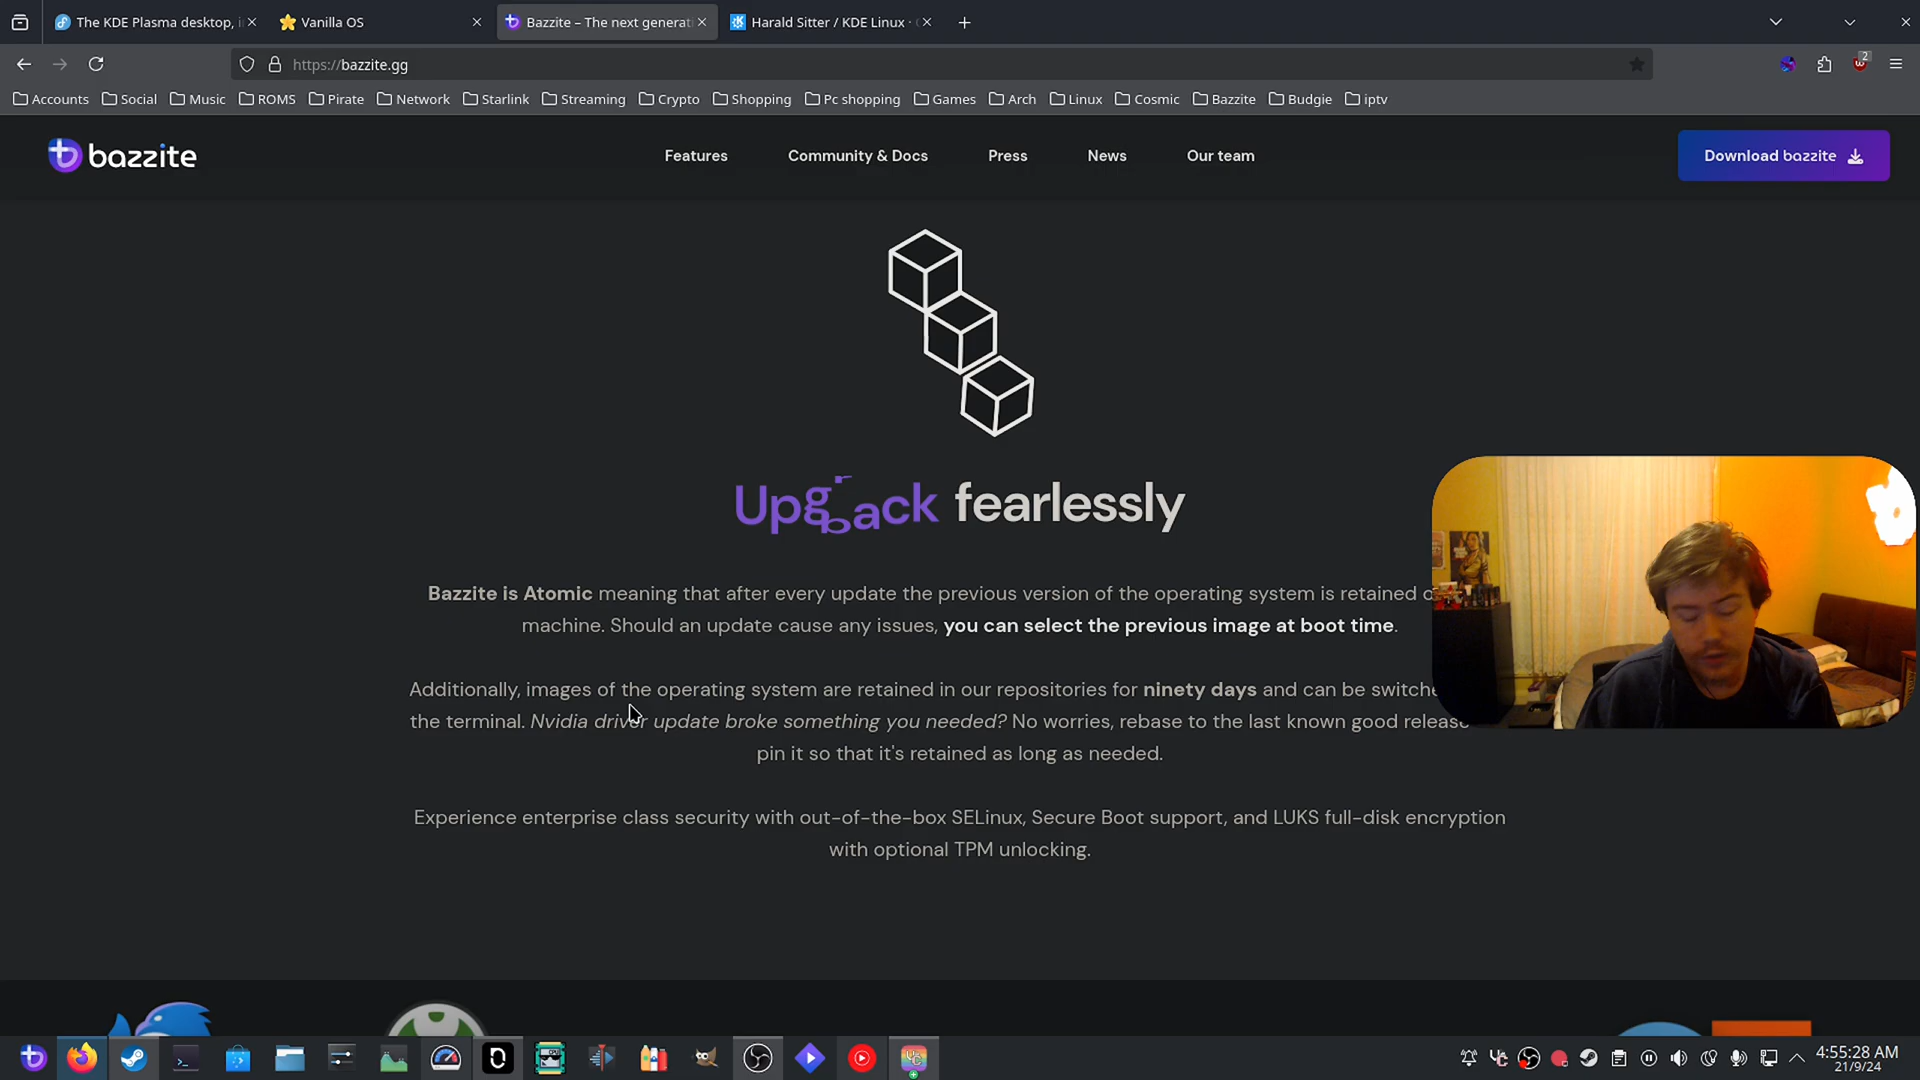 The KDE Plasma desktop, i
Vanilla OS
Bazzite – The next generati
Harald Sitter / KDE Linux ·
https://bazzite.gg
2
Accounts Social Music ROMS Pirate Network Starlink Streaming Crypto Shopping Pc shopping Games Arch Linux Cosmic Bazzite Budgie iptv
bazzite
Features Community & Docs Press News Our team
Download bazzite
fearlessly
Bazzite is Atomic meaning that after every update the previous version of the operating system is retained
machine. Should an update cause any issues, you can select the previous image at boot time.
Additionally, images of the operating system are retained in our repositories for ninety days and can be switche
the terminal. Nvidia driver update broke something you needed? No worries, rebase to the last known good release
pin it so that it's retained as long as needed.
Experience enterprise class security with out-of-the-box SELinux, Secure Boot support, and LUKS full-disk encryption
with optional TPM unlocking.
4:55:28 AM
21/9/24